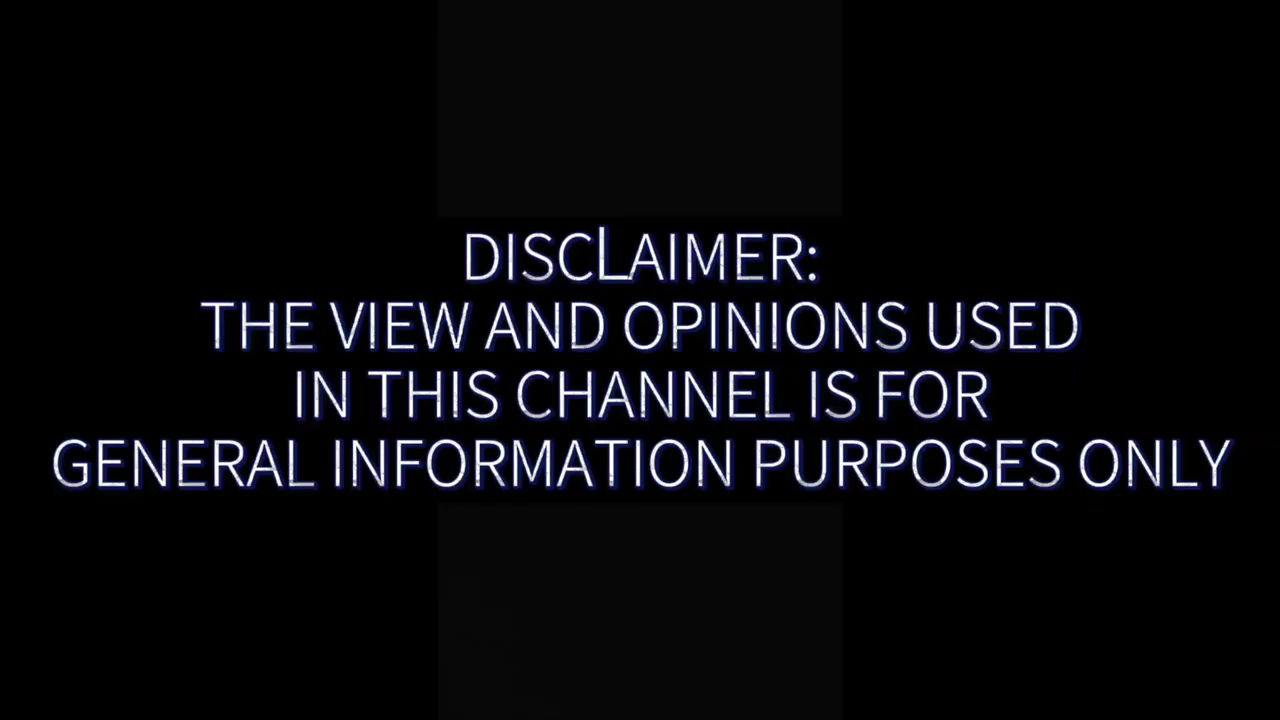 DISCLAIMER:
THE VIEW AND OPINIONS USED
IN THIS CHANNEL IS FOR
GENERAL INFORMATION PURPOSES ONLY